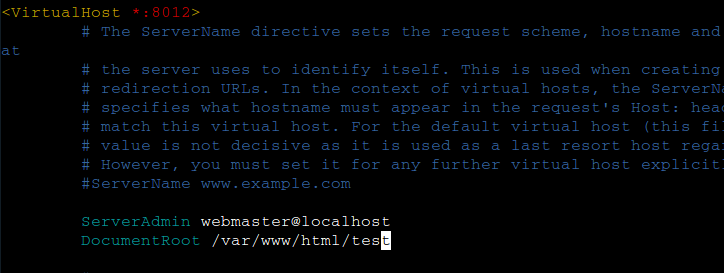 <VirtualHost *:8012>
# The ServerName directive sets the request scheme, hostname and
at
# the server uses to identify itself. This is used when creating
# redirection URLs. In the context of virtual hosts, the ServerNa
# specifies what hostname must appear in the request's Host: head
# match this virtual host. For the default virtual host (this fil
# value is not decisive as it is used as a last resort host regar
# However, you must set it for any further virtual host explicitl
#ServerName www.example.com
ServerAdmin webmaster@localhost
DocumentRoot /var/www/html/test